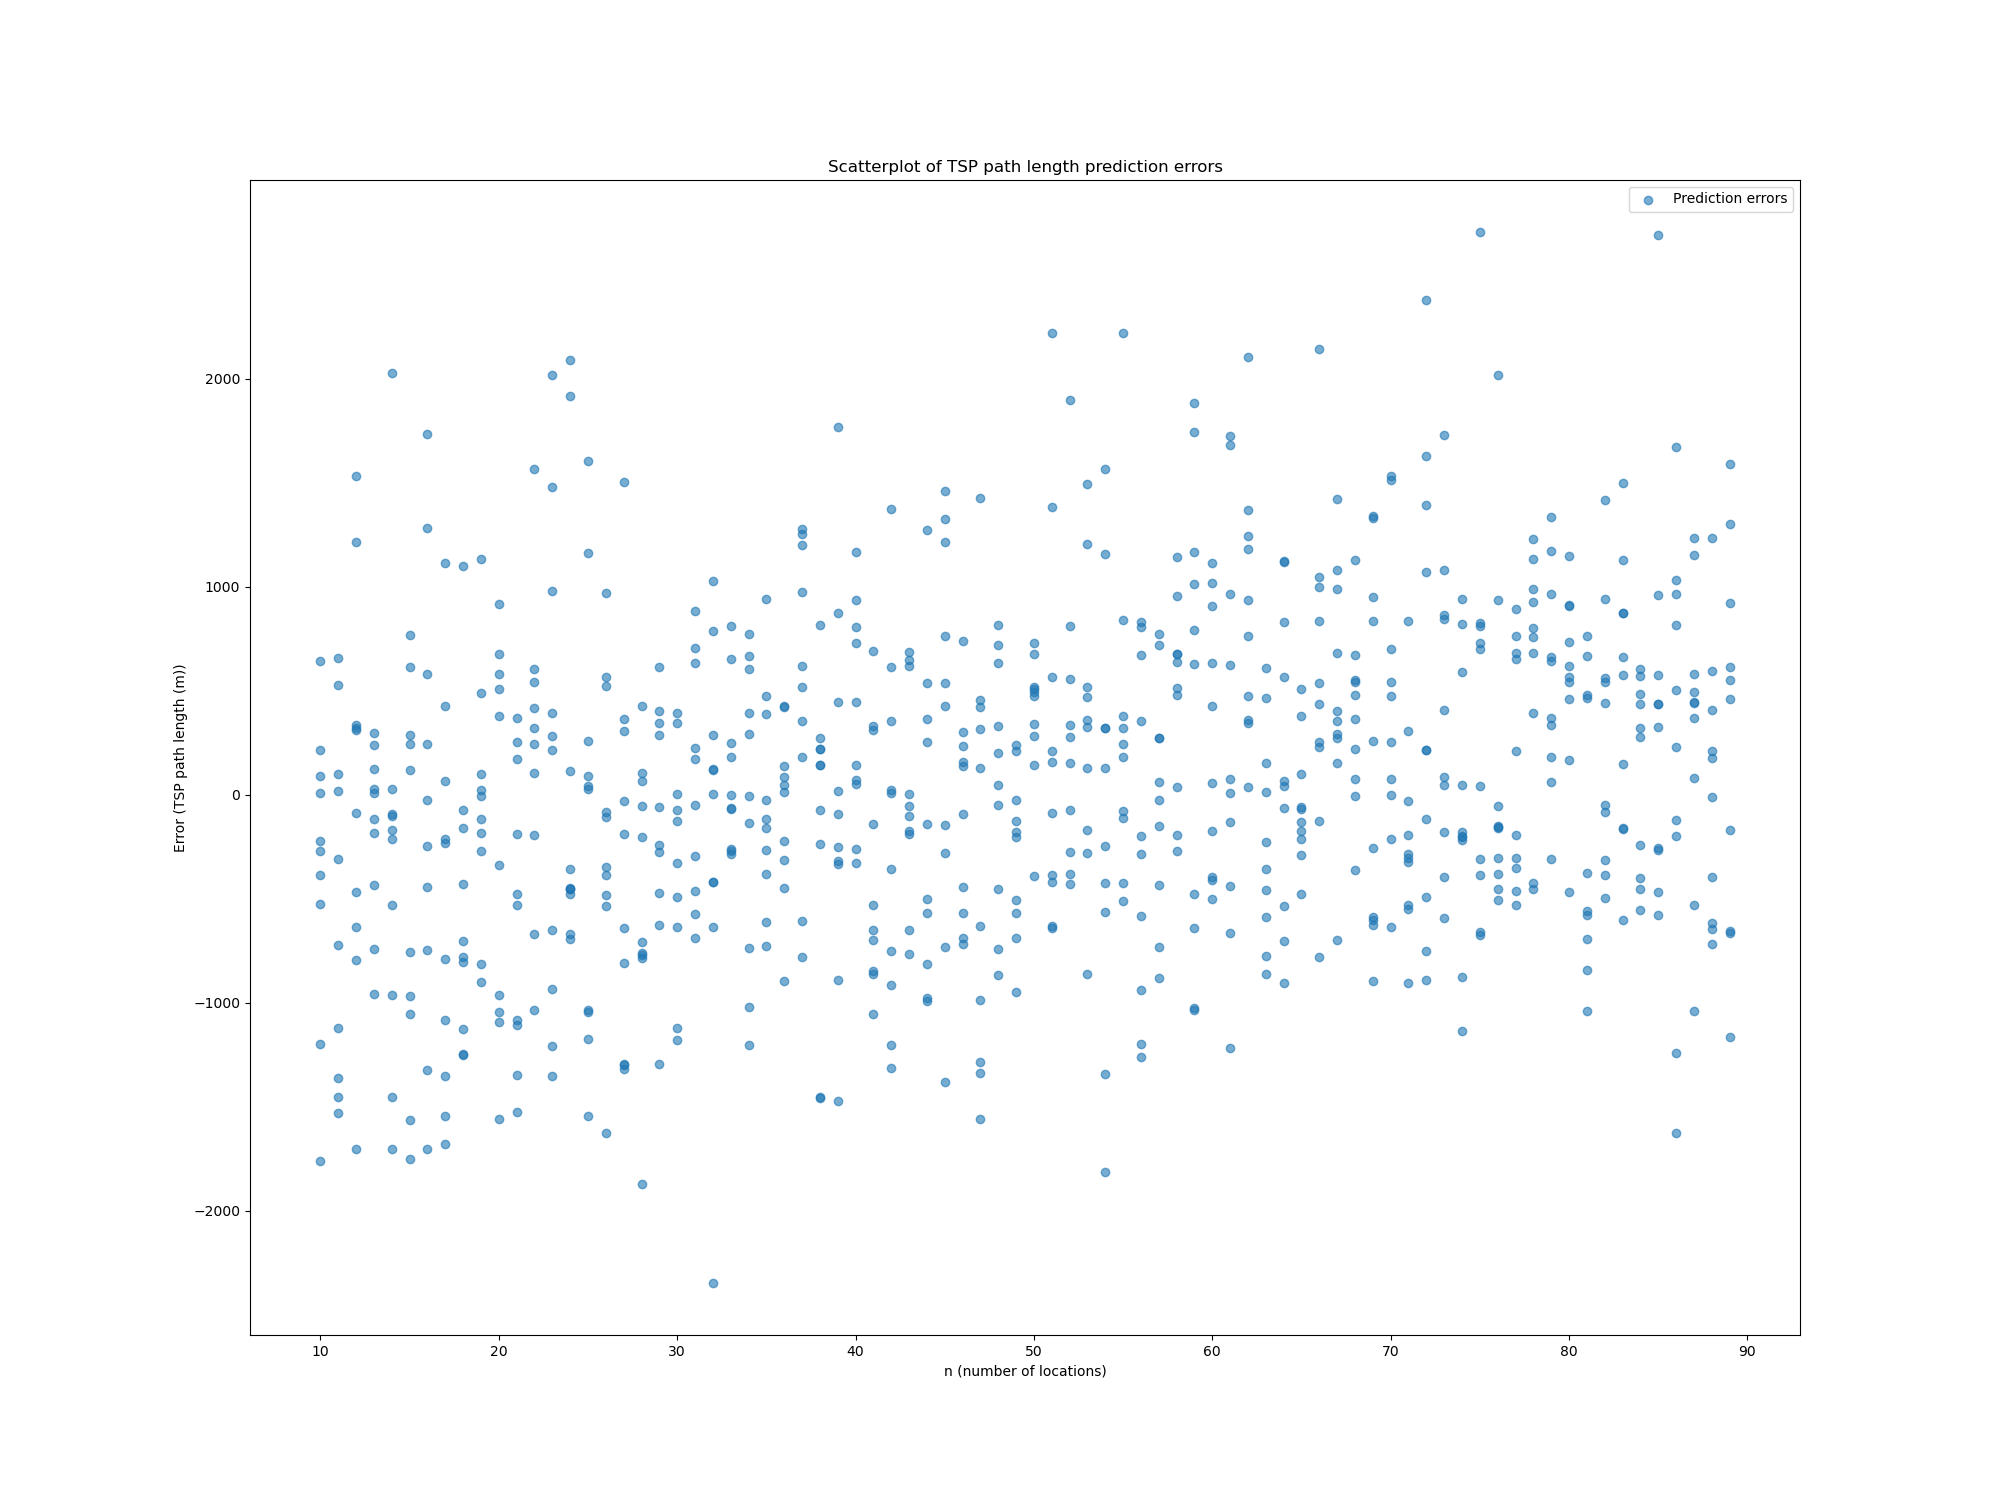 Scatterplot of TSP path length prediction errors
Prediction errors
Error (TSP path length (m))
2000
1000
0
−1000
−2000
10 20 30 40 50 60 70 80 90
n (number of locations)